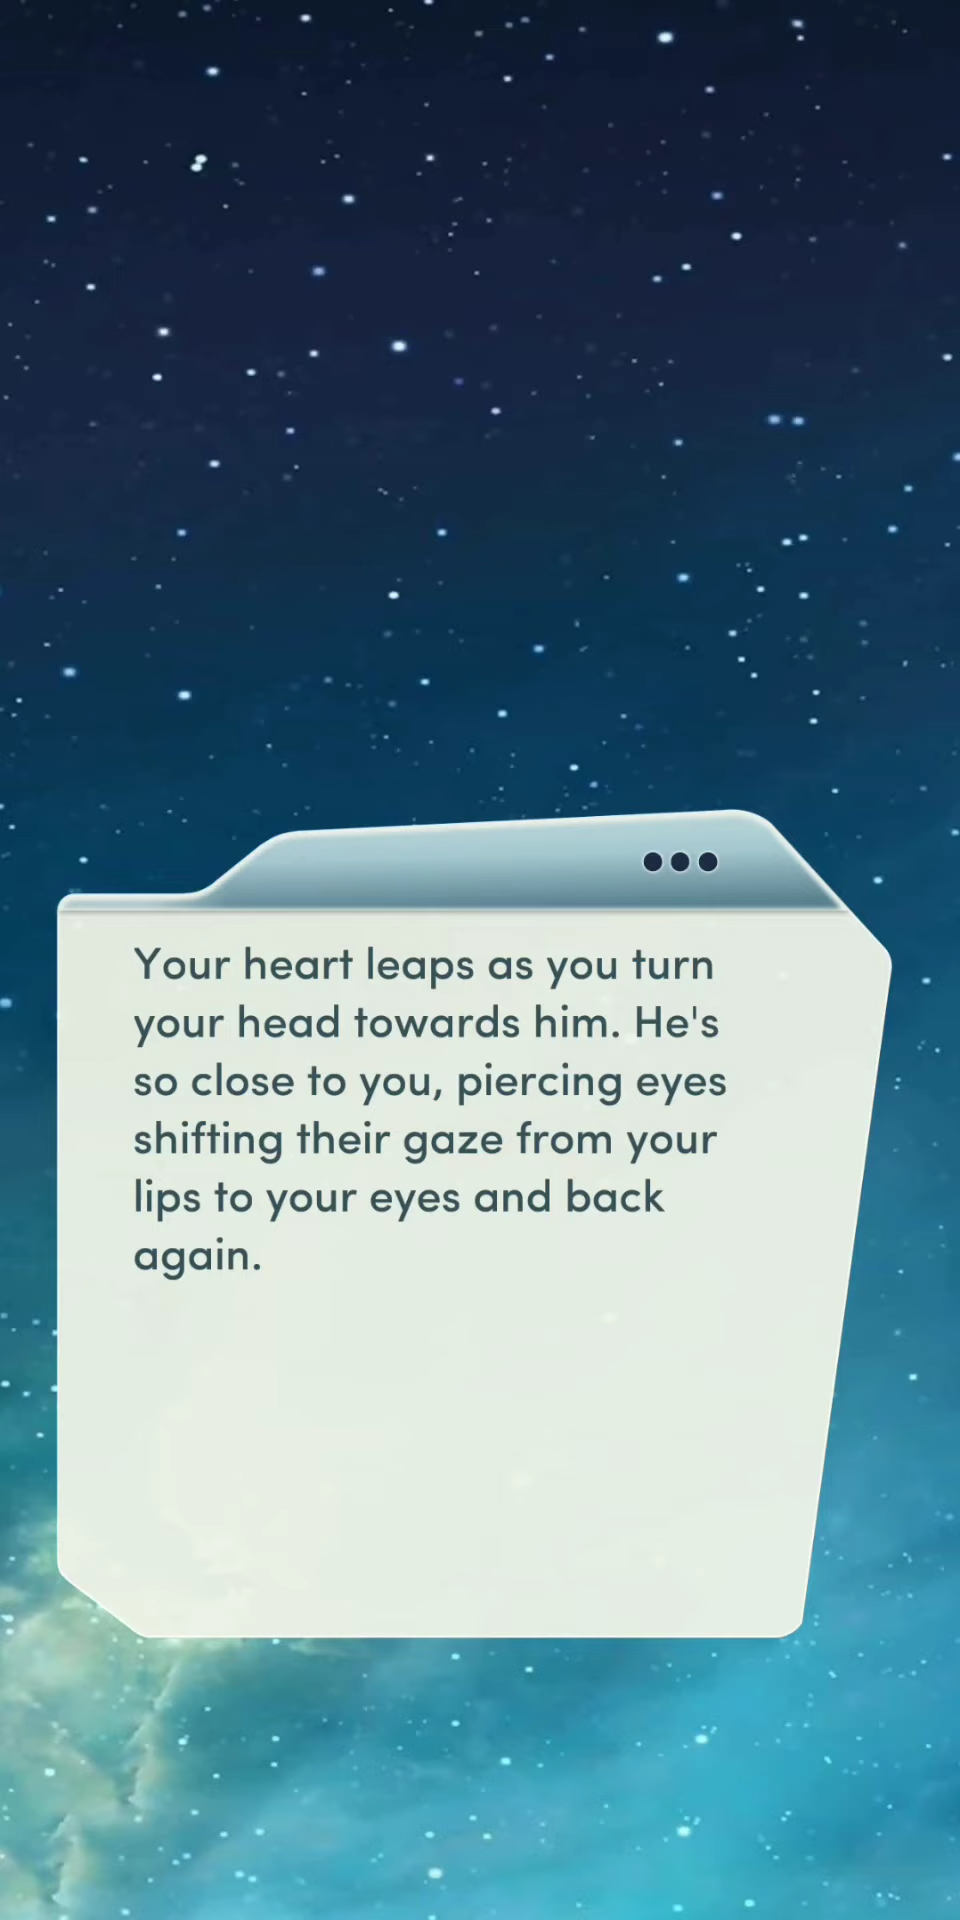 Your heart leaps as you turn
your head towards him. He's
so close to you, piercing eyes
shifting their gaze from your
lips to your eyes and back
again.